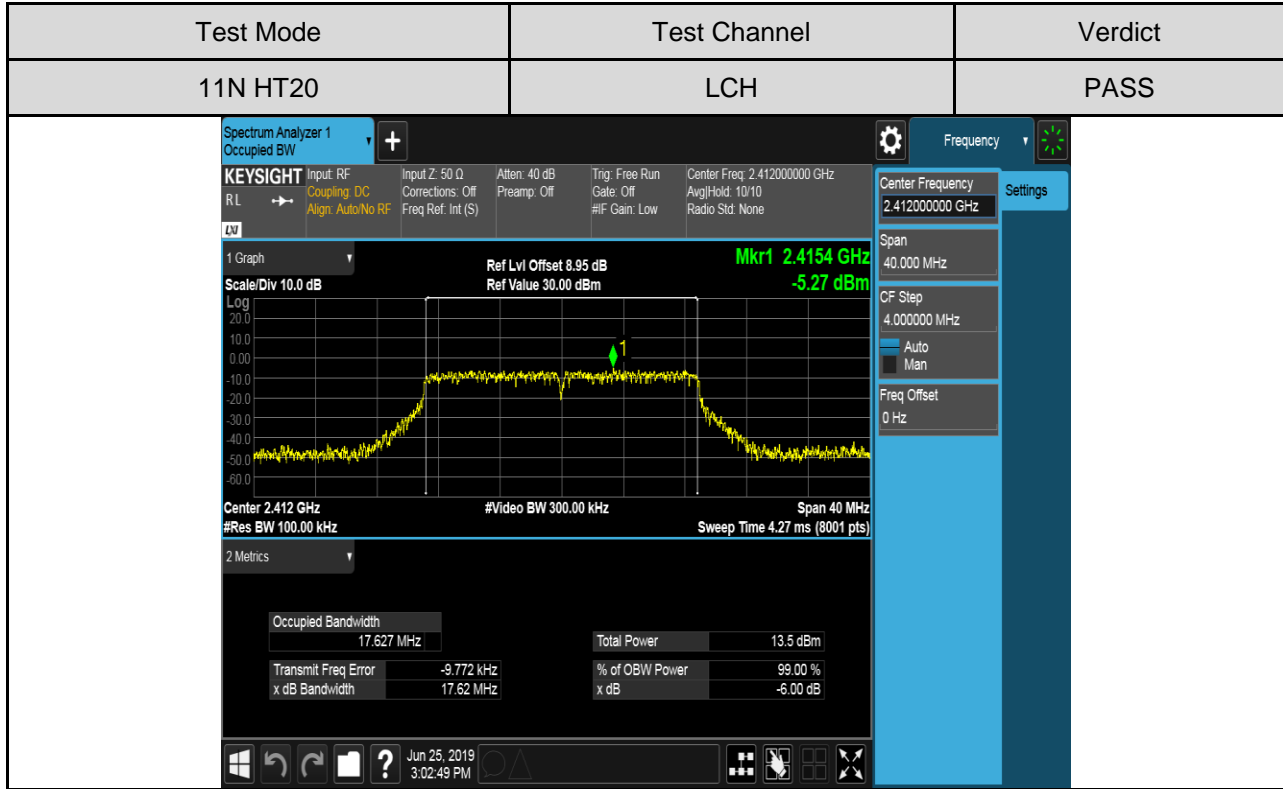 Test Mode Test Channel Verdict
11N HT20 LCH PASS
Spectrum Analyzer 1
Occupied BW
+
Frequency
KEYSIGHT
RL
LXI
Input: RF
Coupling: DC
Align: Auto/No RF
Input Z: 50 Ω
Corrections: Off
Freq Ref: Int (S)
Atten: 40 dB
Preamp: Off
Trig: Free Run
Gate: Off
#IF Gain: Low
Center Freq: 2.412000000 GHz
Avg|Hold: 10/10
Radio Std: None
Center Frequency
2.412000000 GHz
Settings
Span
40.000 MHz
CF Step
4.000000 MHz
Auto
Man
Freq Offset
0 Hz
1 Graph
Scale/Div 10.0 dB
Ref Lvl Offset 8.95 dB
Ref Value 30.00 dBm
Mkr1 2.4154 GHz
-5.27 dBm
Log
20.0
10.0
0.00
-10.0
-20.0
-30.0
-40.0
-50.0
-60.0
1
Center 2.412 GHz #Video BW 300.00 kHz Span 40 MHz
#Res BW 100.00 kHz Sweep Time 4.27 ms (8001 pts)
2 Metrics
Occupied Bandwidth
17.627 MHz
Total Power 13.5 dBm
Transmit Freq Error -9.772 kHz % of OBW Power 99.00 %
x dB Bandwidth 17.62 MHz x dB -6.00 dB
?
Jun 25, 2019
3:02:49 PM